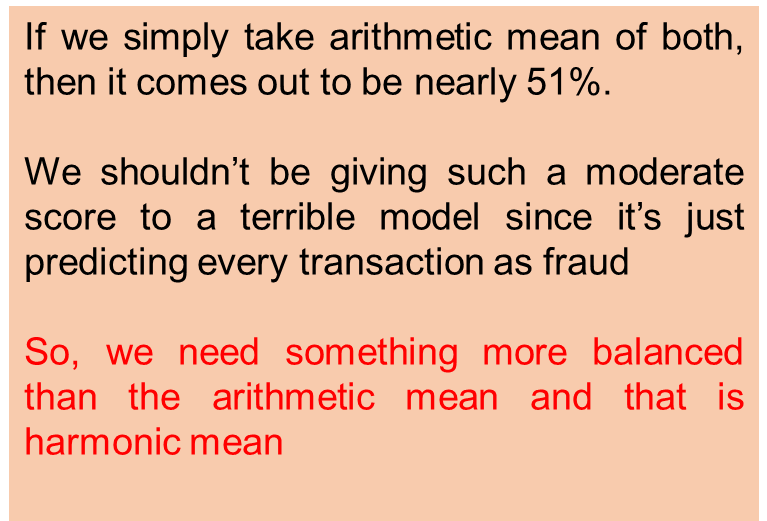 If we simply take arithmetic mean of both,
then it comes out to be nearly 51%.
We shouldn’t be giving such a moderate
score to a terrible model since it’s just
predicting every transaction as fraud
So, we need something more balanced
than the arithmetic mean and that is
harmonic mean